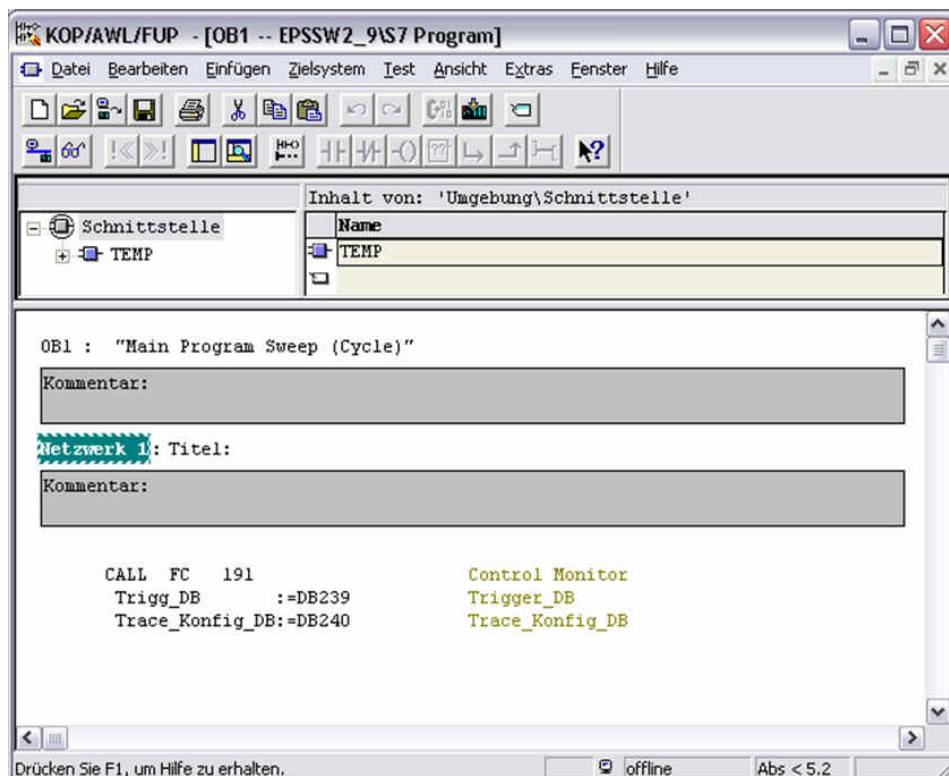 KOP/AWL/FUP - [OB1 -- EPSSW2_9\S7 Program]
Datei Bearbeiten Einfügen Zielsystem Test Ansicht Extras Fenster Hilfe
Inhalt von: 'Umgebung\Schnittstelle'
Schnittstelle
TEMP
Name
TEMP
OB1 : "Main Program Sweep (Cycle)"
Kommentar:
Netzwerk 1: Titel:
Kommentar:
CALL FC 191 Control Monitor
Trigg_DB :=DB239 Trigger_DB
Trace_Konfig_DB:=DB240 Trace_Konfig_DB
Drücken Sie F1, um Hilfe zu erhalten. offline Abs < 5.2